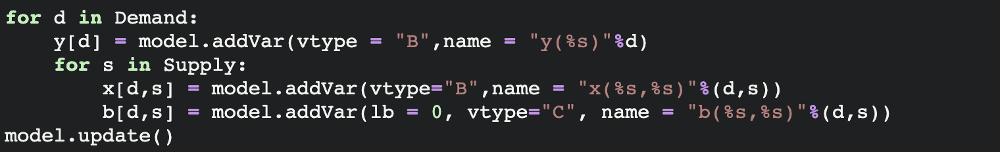 for d in Demand:
    y[d] = model.addVar(vtype = "B",name = "y(%s)"%d)
    for s in Supply:
        x[d,s] = model.addVar(vtype="B",name = "x(%s,%s)"%(d,s))
        b[d,s] = model.addVar(lb = 0, vtype="C", name = "b(%s,%s)"%(d,s))
model.update()